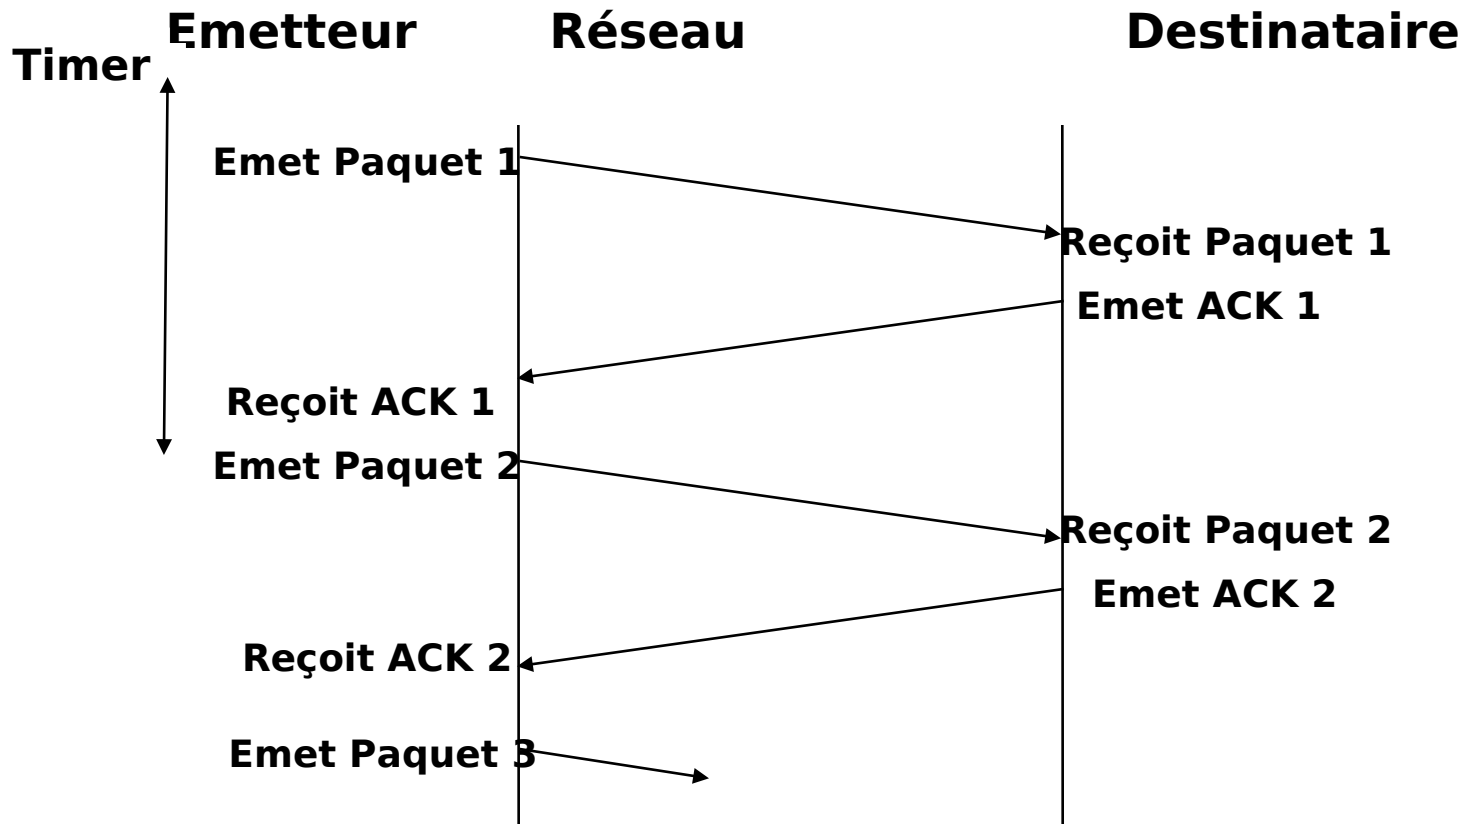 Emetteur Réseau Destinataire
Timer
Emet Paquet 1
Reçoit Paquet 1
Emet ACK 1
Reçoit ACK 1
Emet Paquet 2
Reçoit Paquet 2
Emet ACK 2
Reçoit ACK 2
Emet Paquet 3